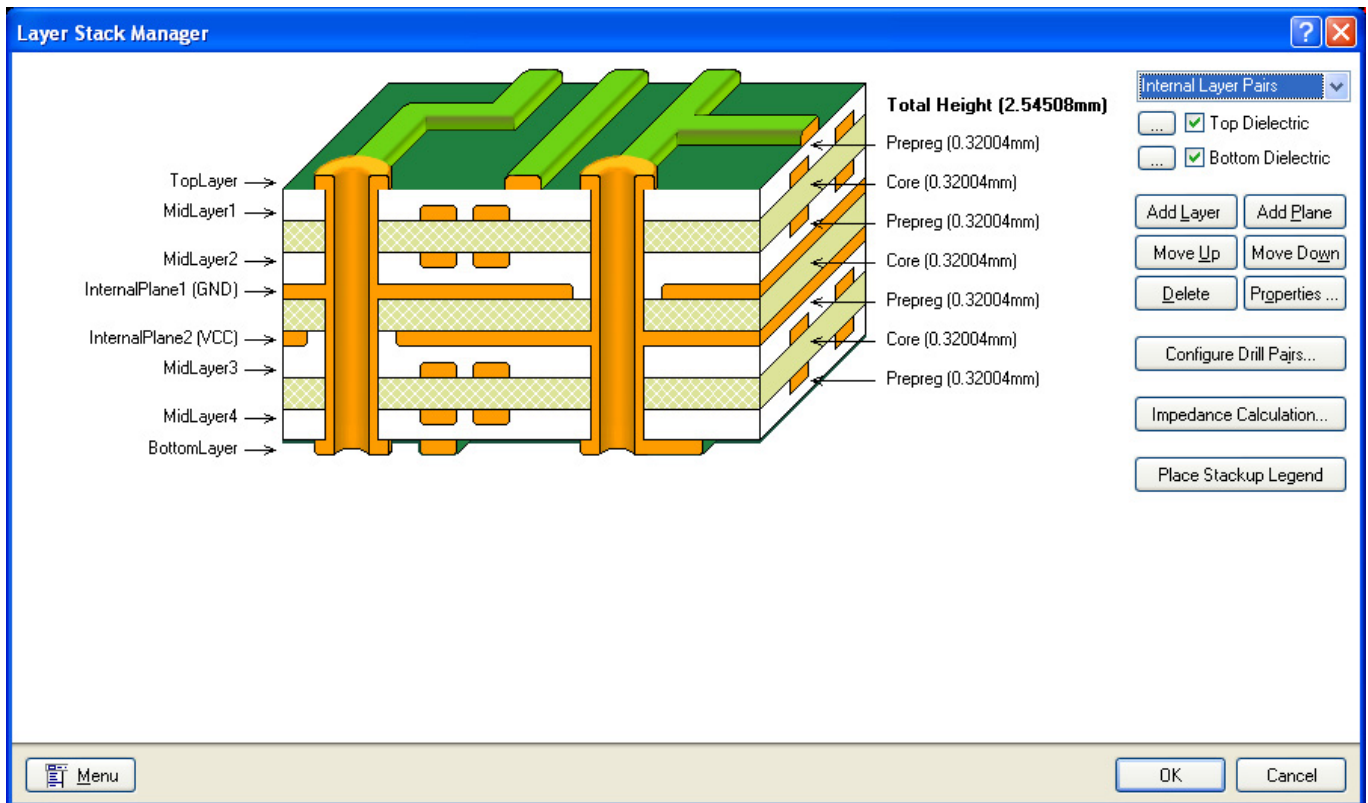 Layer Stack Manager
TopLayer
MidLayer1
MidLayer2
InternalPlane1 (GND)
InternalPlane2 (VCC)
MidLayer3
MidLayer4
BottomLayer
Total Height (2.54508mm)
Prepreg (0.32004mm)
Core (0.32004mm)
Prepreg (0.32004mm)
Core (0.32004mm)
Prepreg (0.32004mm)
Core (0.32004mm)
Prepreg (0.32004mm)
Internal Layer Pairs
... Top Dielectric
... Bottom Dielectric
Add Layer Add Plane
Move Up Move Down
Delete Properties ...
Configure Drill Pairs...
Impedance Calculation...
Place Stackup Legend
Menu OK Cancel